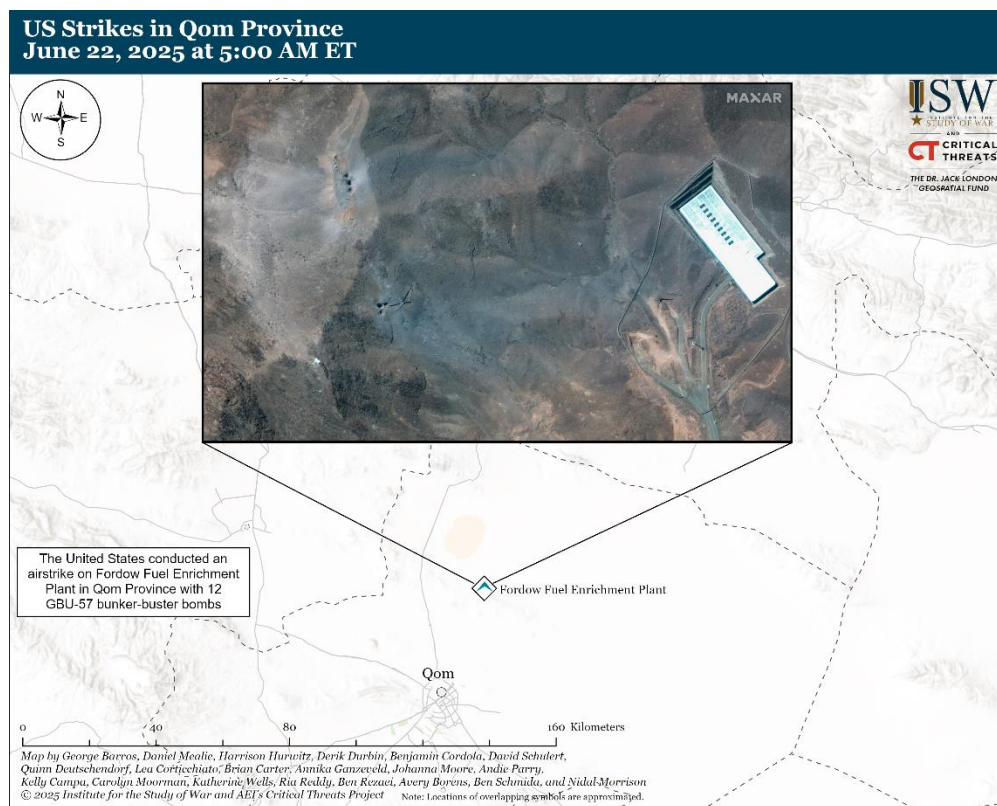 US Strikes in Qom Province
June 22, 2025 at 5:00 AM ET
N
W E
S
MAXAR
ISW
INSTITUTE FOR THE
STUDY OF WAR
AND
CT CRITICAL
THREATS
THE DR. JACK LONDON
GEOSPATIAL FUND
The United States conducted an
airstrike on Fordow Fuel Enrichment
Plant in Qom Province with 12
GBU-57 bunker-buster bombs
Fordow Fuel Enrichment Plant
Qom
0 40 80 160 Kilometers
Map by George Barros, Daniel Mealie, Harrison Hurwitz, Derik Durbin, Benjamin Cordola, David Schulert,
Quinn Deutschendorf, Lea Corticchiato, Brian Carter, Annika Ganzeveld, Johanna Moore, Andie Parry,
Kelly Campa, Carolyn Moorman, Katherine Wells, Ria Reddy, Ben Rezaei, Avery Borens, Ben Schmida, and Nidal Morrison
© 2025 Institute for the Study of War and AEI's Critical Threats Project Note: Locations of overlapping symbols are approximated.